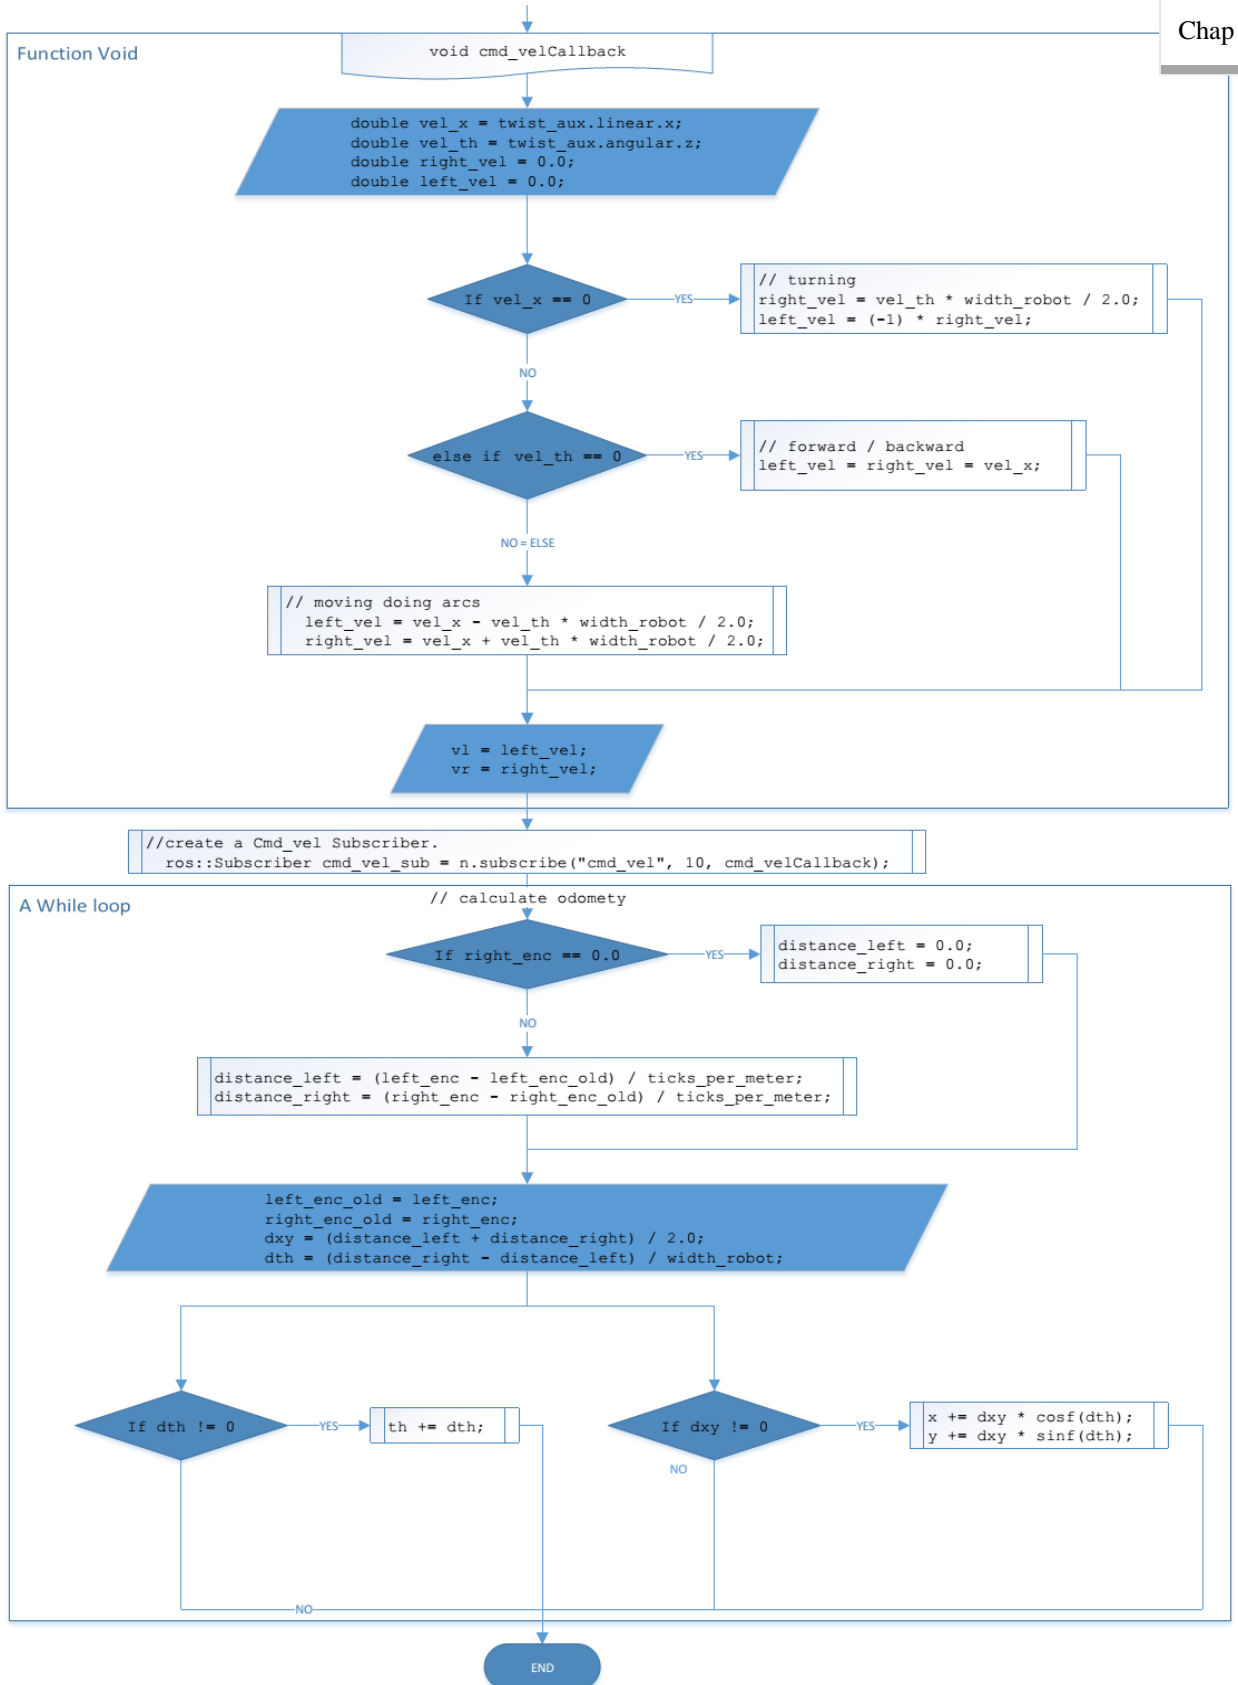 Chap
Function Void
void cmd_velCallback
double vel_x = twist_aux.linear.x;
double vel_th = twist_aux.angular.z;
double right_vel = 0.0;
double left_vel = 0.0;
If vel_x == 0
YES
// turning
right_vel = vel_th * width_robot / 2.0;
left_vel = (-1) * right_vel;
NO
else if vel_th == 0
YES
// forward / backward
left_vel = right_vel = vel_x;
NO = ELSE
// moving doing arcs
left_vel = vel_x - vel_th * width_robot / 2.0;
right_vel = vel_x + vel_th * width_robot / 2.0;
vl = left_vel;
vr = right_vel;
//create a Cmd_vel Subscriber.
ros::Subscriber cmd_vel_sub = n.subscribe("cmd_vel", 10, cmd_velCallback);
A While loop
// calculate odomety
If right_enc == 0.0
YES
distance_left = 0.0;
distance_right = 0.0;
NO
distance_left = (left_enc - left_enc_old) / ticks_per_meter;
distance_right = (right_enc - right_enc_old) / ticks_per_meter;
left_enc_old = left_enc;
right_enc_old = right_enc;
dxy = (distance_left + distance_right) / 2.0;
dth = (distance_right - distance_left) / width_robot;
If dth != 0
YES
th += dth;
If dxy != 0
YES
x += dxy * cosf(dth);
y += dxy * sinf(dth);
NO
NO
END